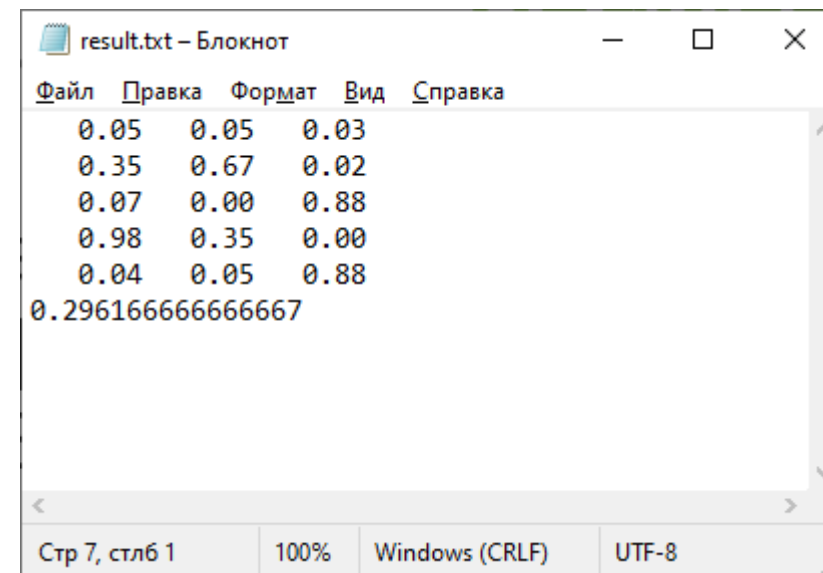 result.txt – Блокнот
Файл Правка Формат Вид Справка
0.05 0.05 0.03
0.35 0.67 0.02
0.07 0.00 0.88
0.98 0.35 0.00
0.04 0.05 0.88
0.296166666666667
Стр 7, стлб 1 100% Windows (CRLF) UTF-8